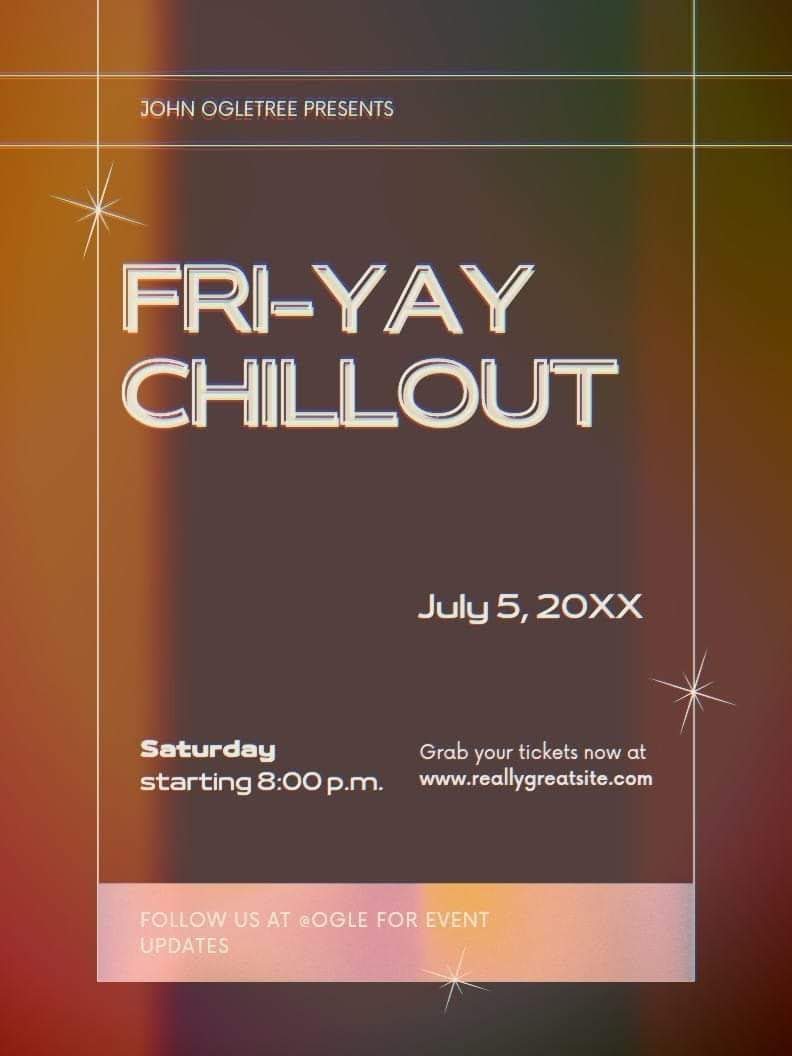 JOHN OGLETREE PRESENTS
FRI-YAY
CHILLOUT
July 5, 20XX
Saturday
starting 8:00 p.m.
Grab your tickets now at
www.reallygreatsite.com
FOLLOW US AT @OGLE FOR EVENT
UPDATES